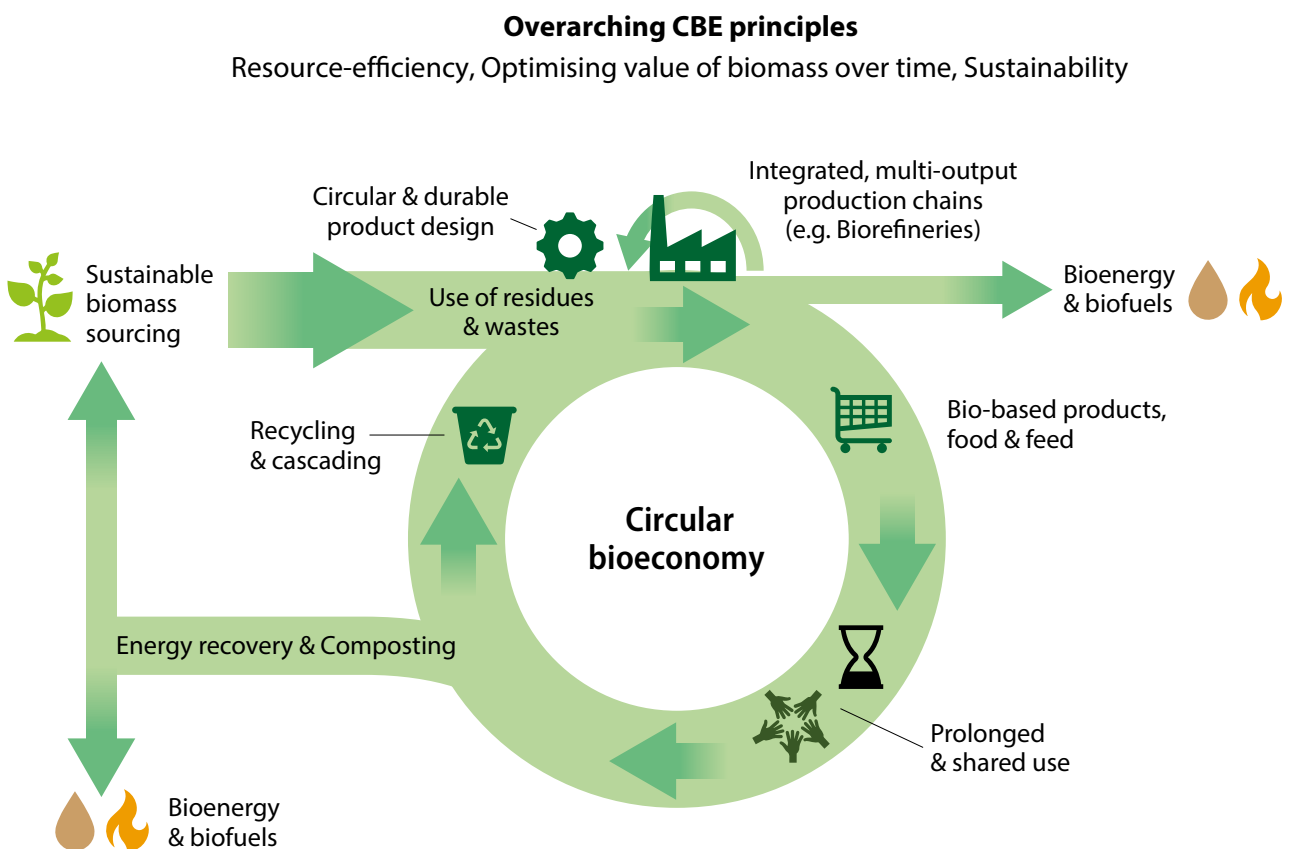 Overarching CBE principles
Resource-efficiency, Optimising value of biomass over time, Sustainability
Integrated, multi-output
production chains
(e.g. Biorefineries)
Circular & durable
product design
Sustainable
biomass
sourcing
Use of residues
& wastes
Bioenergy
& biofuels
Bio-based products,
food & feed
Recycling
& cascading
Circular
bioeconomy
Energy recovery & Composting
Prolonged
& shared use
Bioenergy
& biofuels